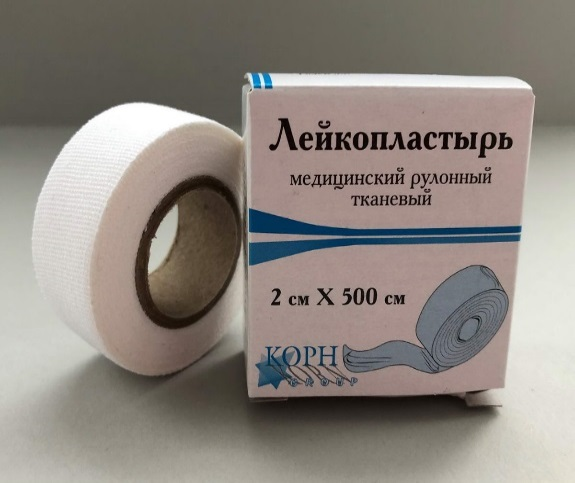 Лейкопластырь
медицинский рулонный
тканевый
2 см X 500 см
КОРН